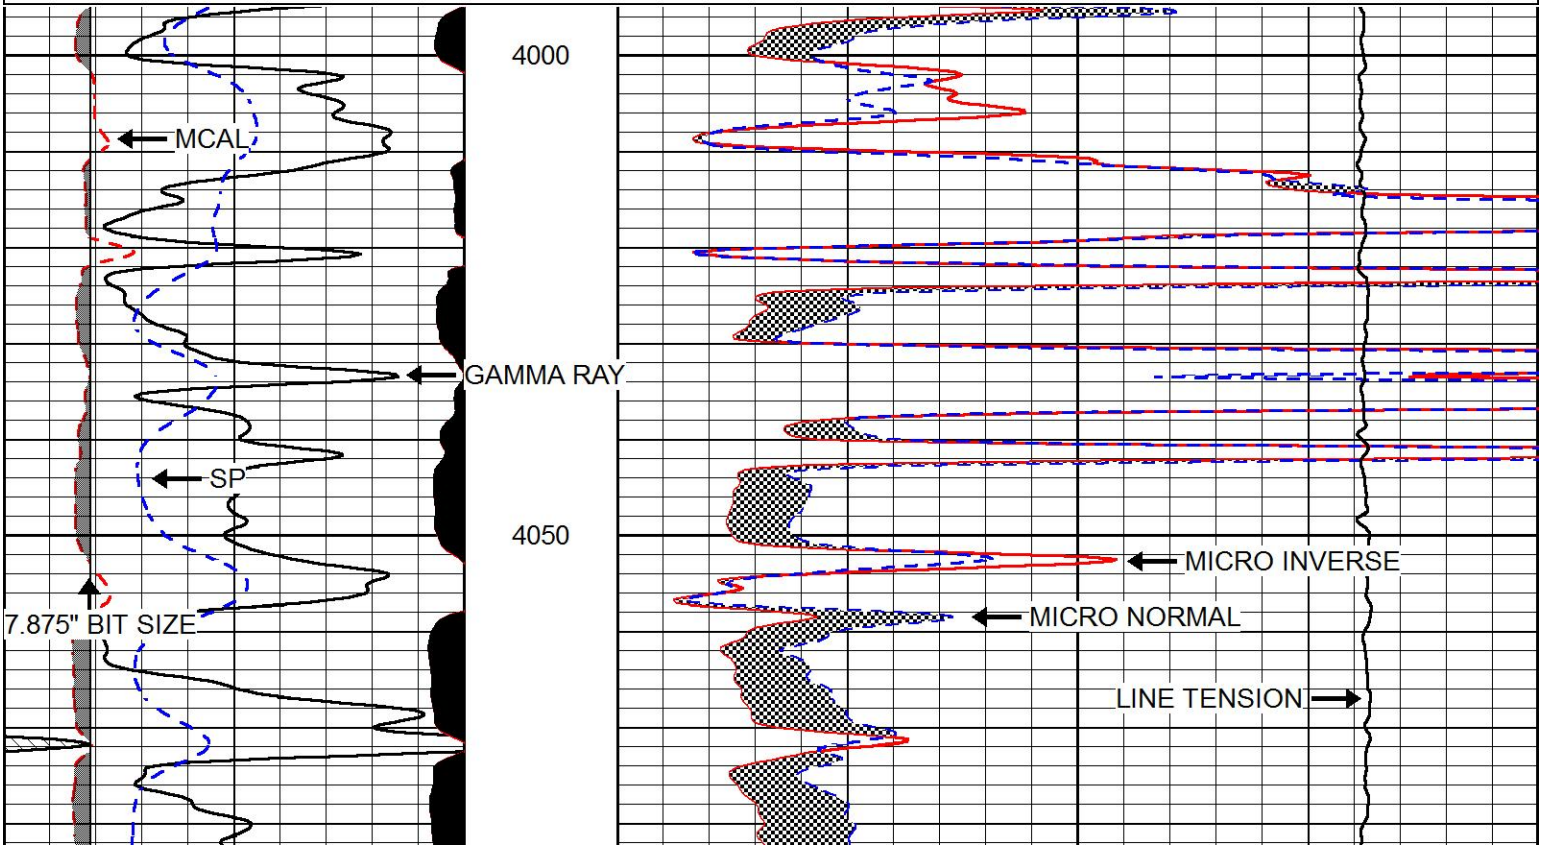 4000
MCAL
GAMMA RAY
SP
4050
MICRO INVERSE
7.875" BIT SIZE
MICRO NORMAL
LINE TENSION